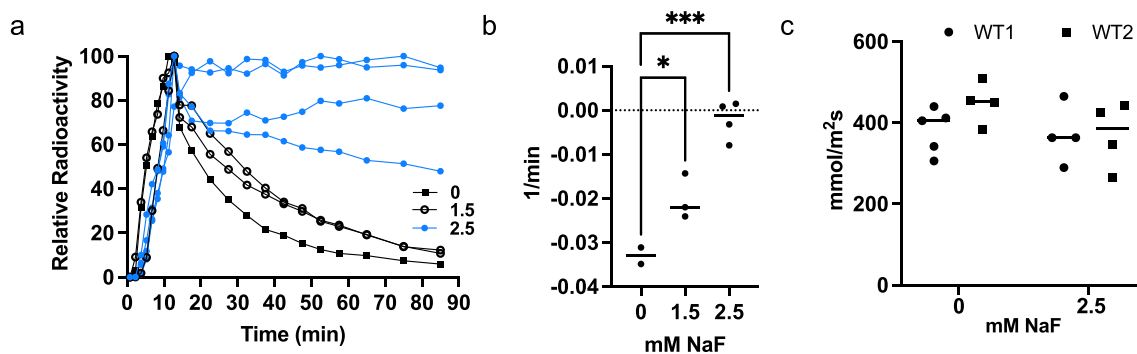 a
Relative Radioactivity
100
80
60
40
20
0
0 10 20 30 40 50 60 70 80 90
Time (min)
0
1.5
2.5
b
***
*
1/min
0.01
0.00
-0.01
-0.02
-0.03
-0.04
0 1.5 2.5
mM NaF
c
WT1 WT2
mmol/m²s
600
400
200
0
0 2.5
mM NaF